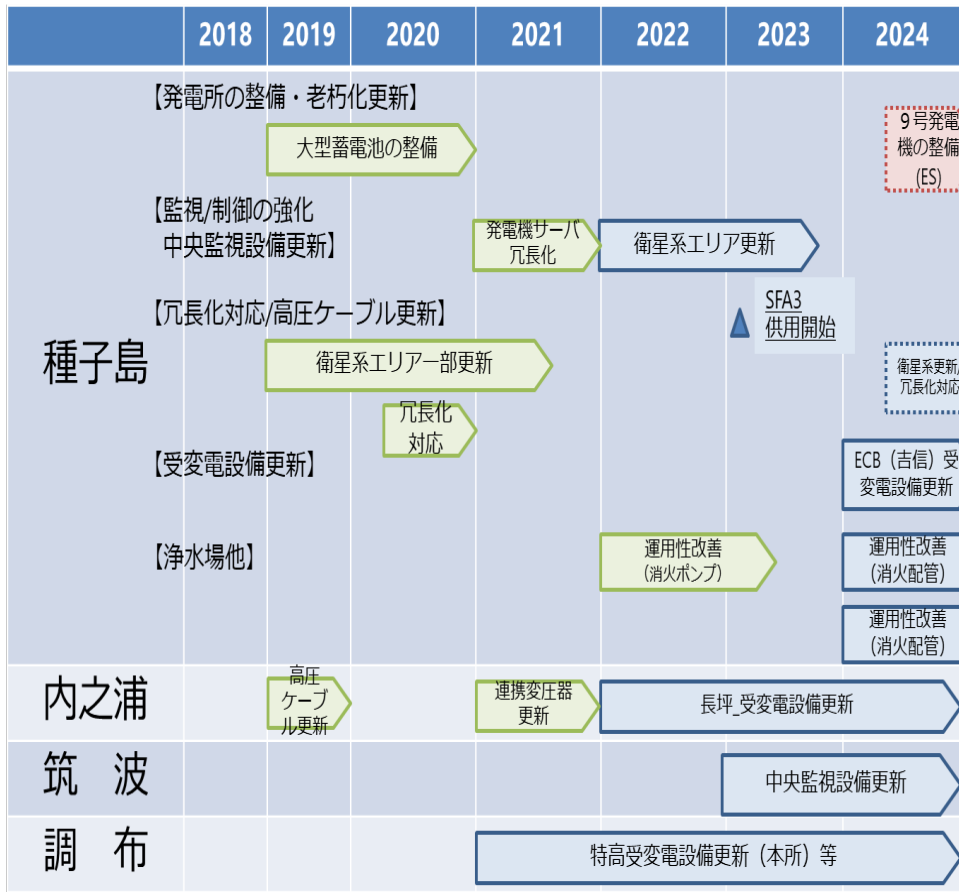 2018 2019 2020 2021 2022 2023 2024
種子島
【発電所の整備・老朽化更新】
大型蓄電池の整備
９号発電
機の整備
(ES)
【監視/制御の強化
中央監視設備更新】
発電機サーバ
冗長化
衛星系エリア更新
SFA3
供用開始
【冗長化対応/高圧ケーブル更新】
衛星系エリア一部更新
衛星系更新/
冗長化対応
冗長化
対応
【受変電設備更新】
ECB（吉信）受
変電設備更新
【浄水場他】
運用性改善
（消火ポンプ）
運用性改善
（消火配管）
運用性改善
（消火配管）
内之浦
高圧
ケーブ
ル更新
連携変圧器
更新
長坪_受変電設備更新
筑　波
中央監視設備更新
調　布
特高受変電設備更新（本所）等